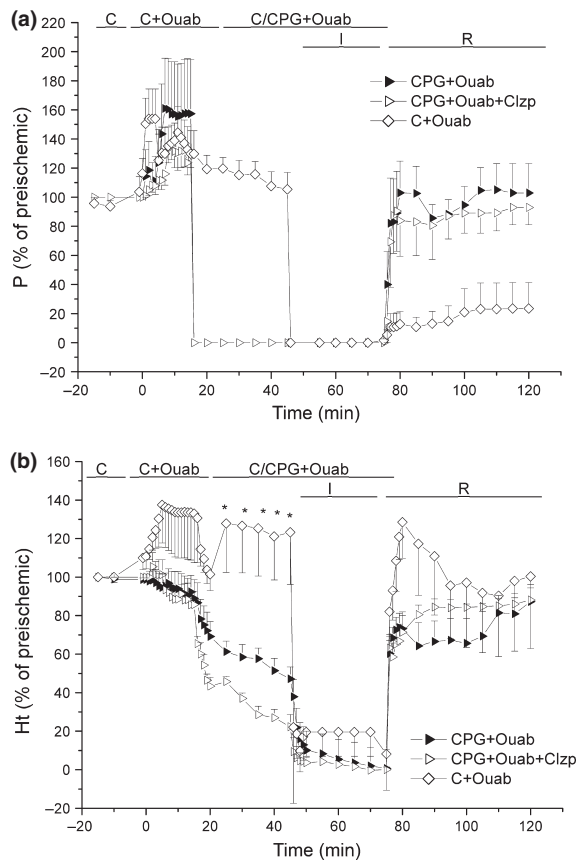 (a)
C
C+Ouab
C/CPG+Ouab
I
R
220
200
180
160
140
120
100
80
60
40
20
0
−20
P (% of preischemic)
CPG+Ouab
CPG+Ouab+Clzp
C+Ouab
−20
0
20
40
60
80
100
120
Time (min)
(b)
C
C+Ouab
C/CPG+Ouab
I
R
160
140
120
100
80
60
40
20
0
−20
Ht (% of preischemic)
* * * * *
CPG+Ouab
CPG+Ouab+Clzp
C+Ouab
−20
0
20
40
60
80
100
120
Time (min)